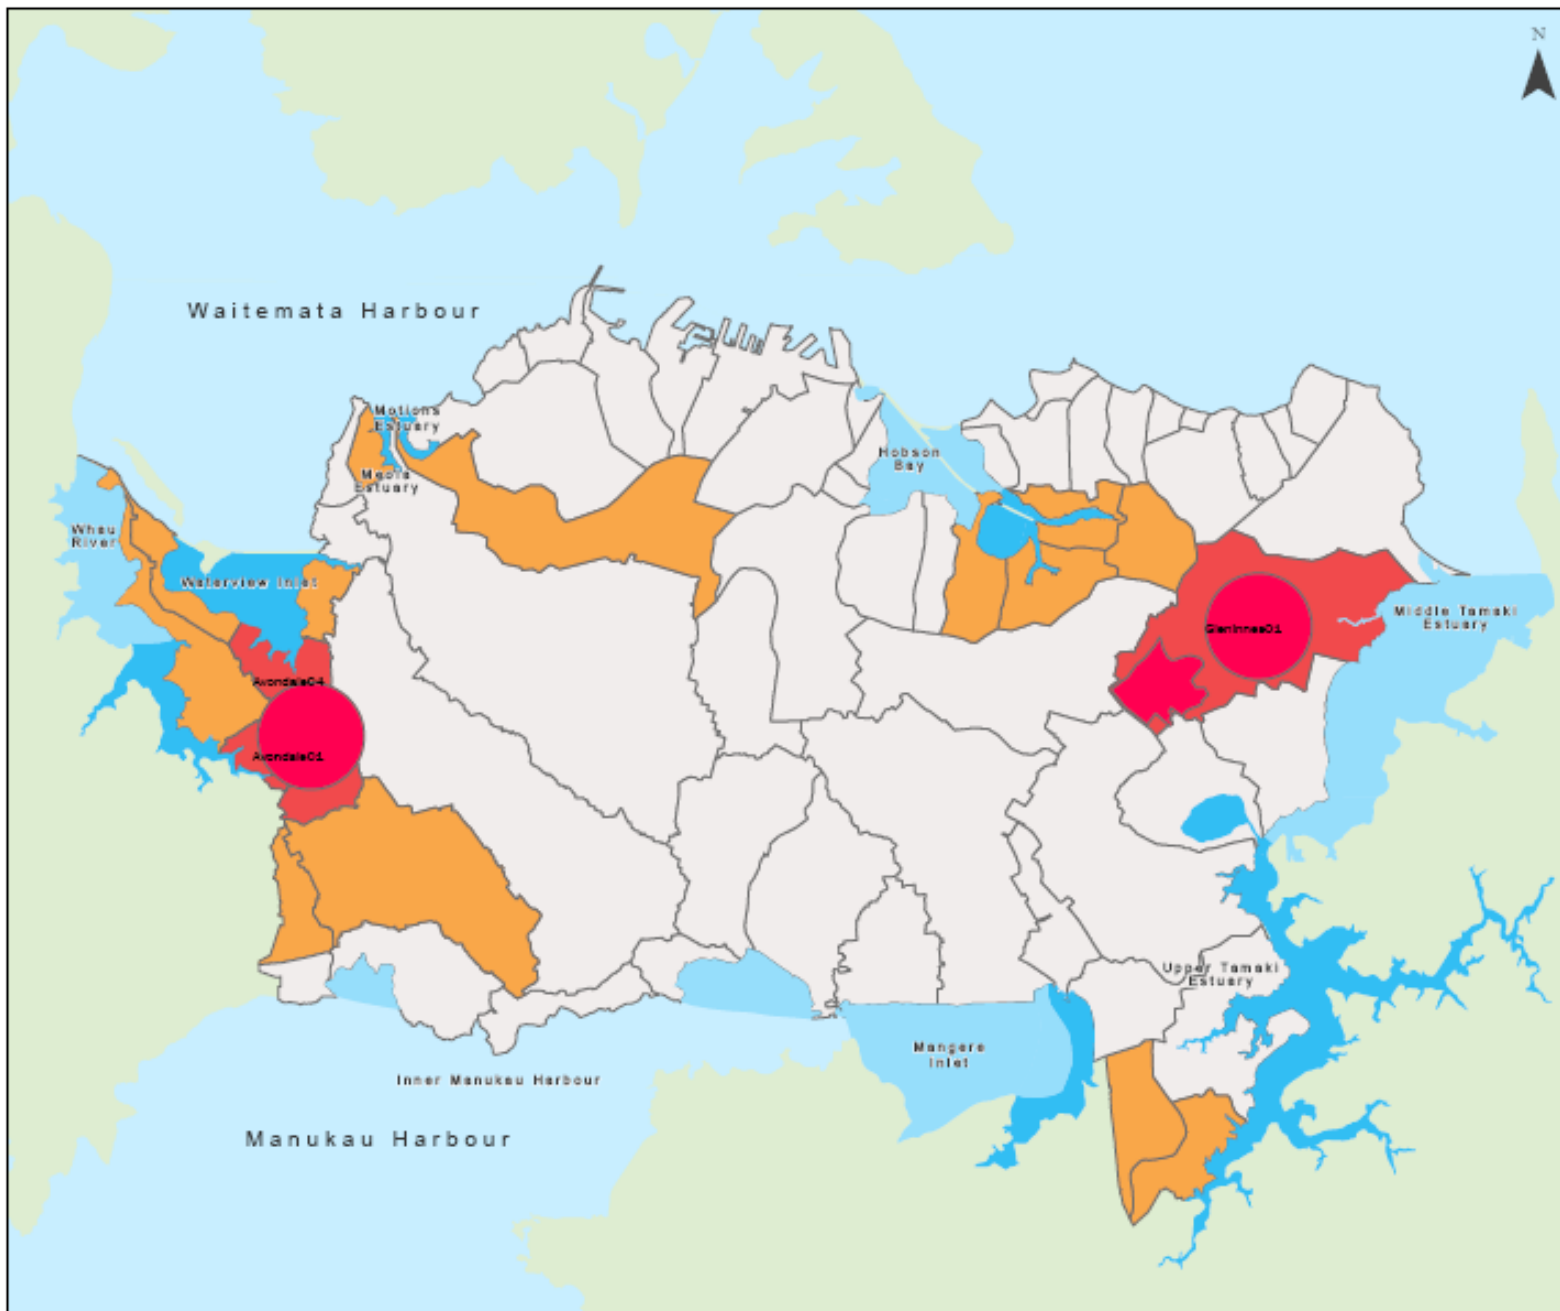 N
Waitemata Harbour
Motions
Estuary
Meola
Estuary
Hobson
Bay
Whau
River
Waterview Inlet
Middle Tamaki
Estuary
GlenInnes01
Avondale04
Avondale01
Upper Tamaki
Estuary
Mangere
Inlet
Inner Manukau Harbour
Manukau Harbour